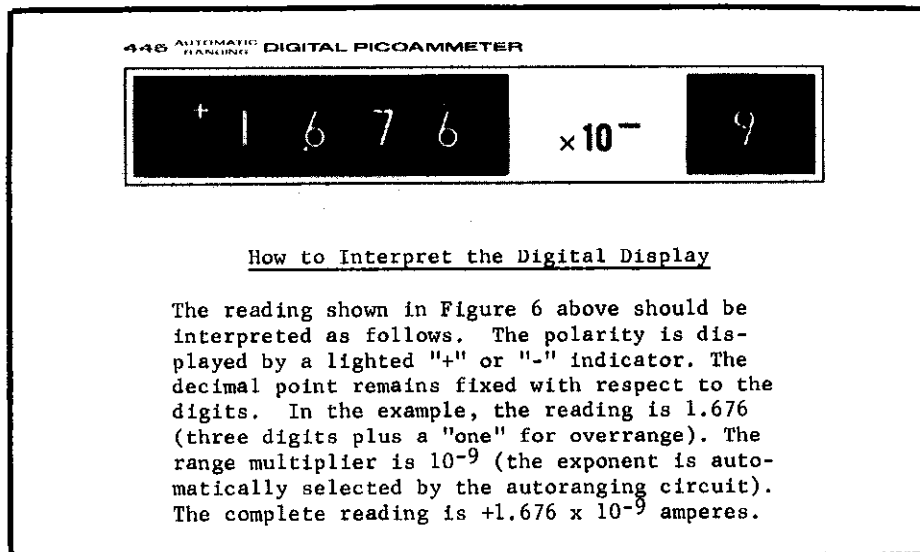 446 AUTOMATIC RANGING DIGITAL PICOAMMETER
+1.676 ×10⁻ 9
How to Interpret the Digital Display
The reading shown in Figure 6 above should be
interpreted as follows. The polarity is dis-
played by a lighted "+" or "-" indicator. The
decimal point remains fixed with respect to the
digits. In the example, the reading is 1.676
(three digits plus a "one" for overrange). The
range multiplier is 10⁻⁹ (the exponent is auto-
matically selected by the autoranging circuit).
The complete reading is +1.676 x 10⁻⁹ amperes.